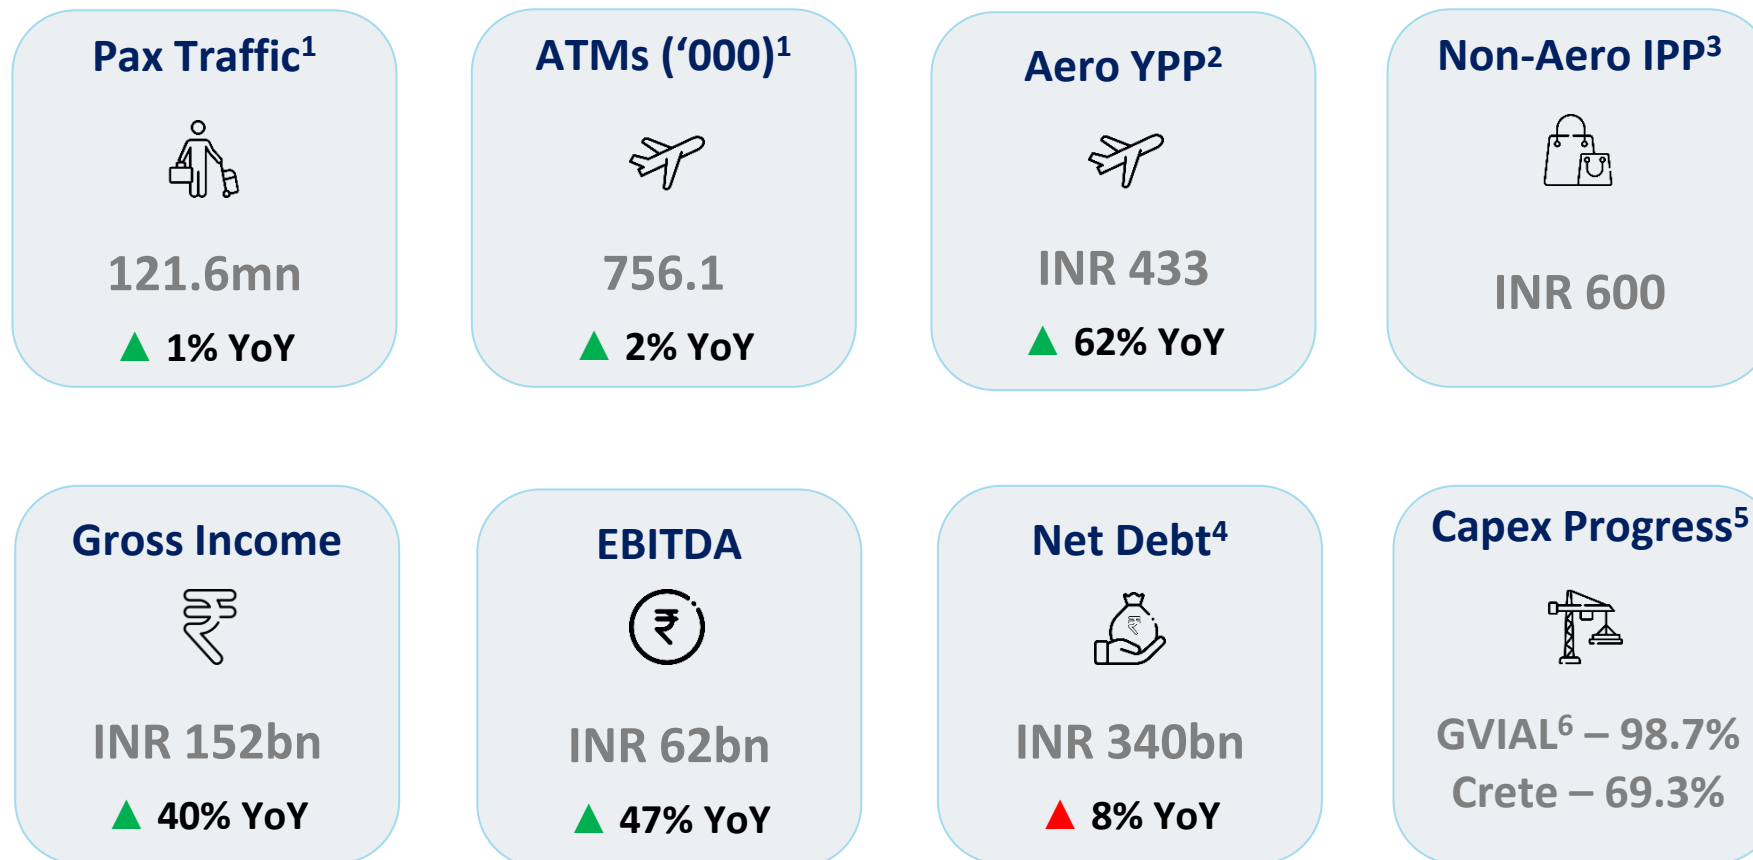 Pax Traffic¹
121.6mn
▲ 1% YoY
ATMs (‘000)¹
756.1
▲ 2% YoY
Aero YPP²
INR 433
▲ 62% YoY
Non-Aero IPP³
INR 600
Gross Income
₹
INR 152bn
▲ 40% YoY
EBITDA
₹
INR 62bn
▲ 47% YoY
Net Debt⁴
₹
INR 340bn
▲ 8% YoY
Capex Progress⁵
GVIAL⁶ – 98.7%
Crete – 69.3%